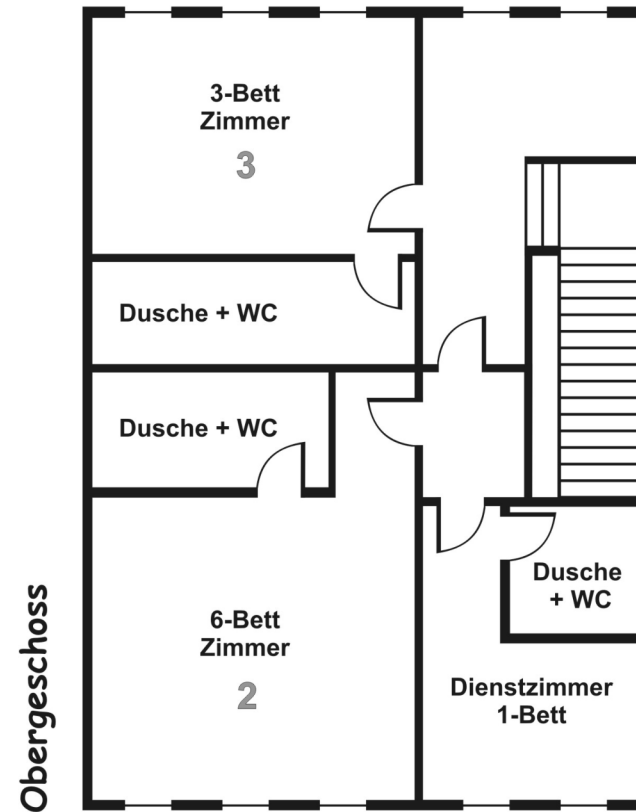 3-Bett
Zimmer
3
Dusche + WC
Dusche + WC
6-Bett
Zimmer
2
Dusche
+ WC
Dienstzimmer
1-Bett
Obergeschoss